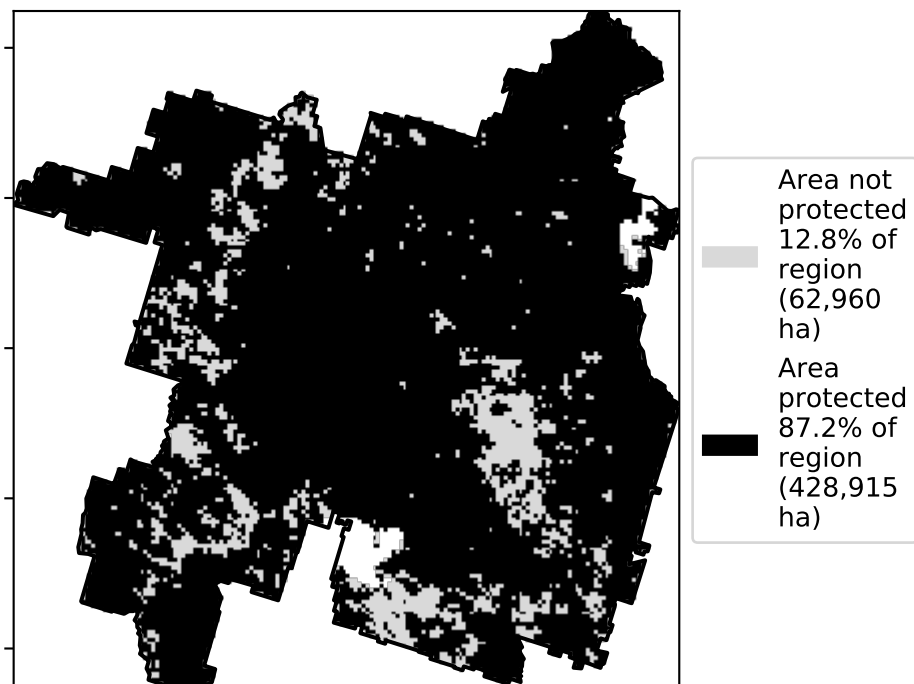 Area not
protected
12.8% of
region
(62,960
ha)
Area
protected
87.2% of
region
(428,915
ha)